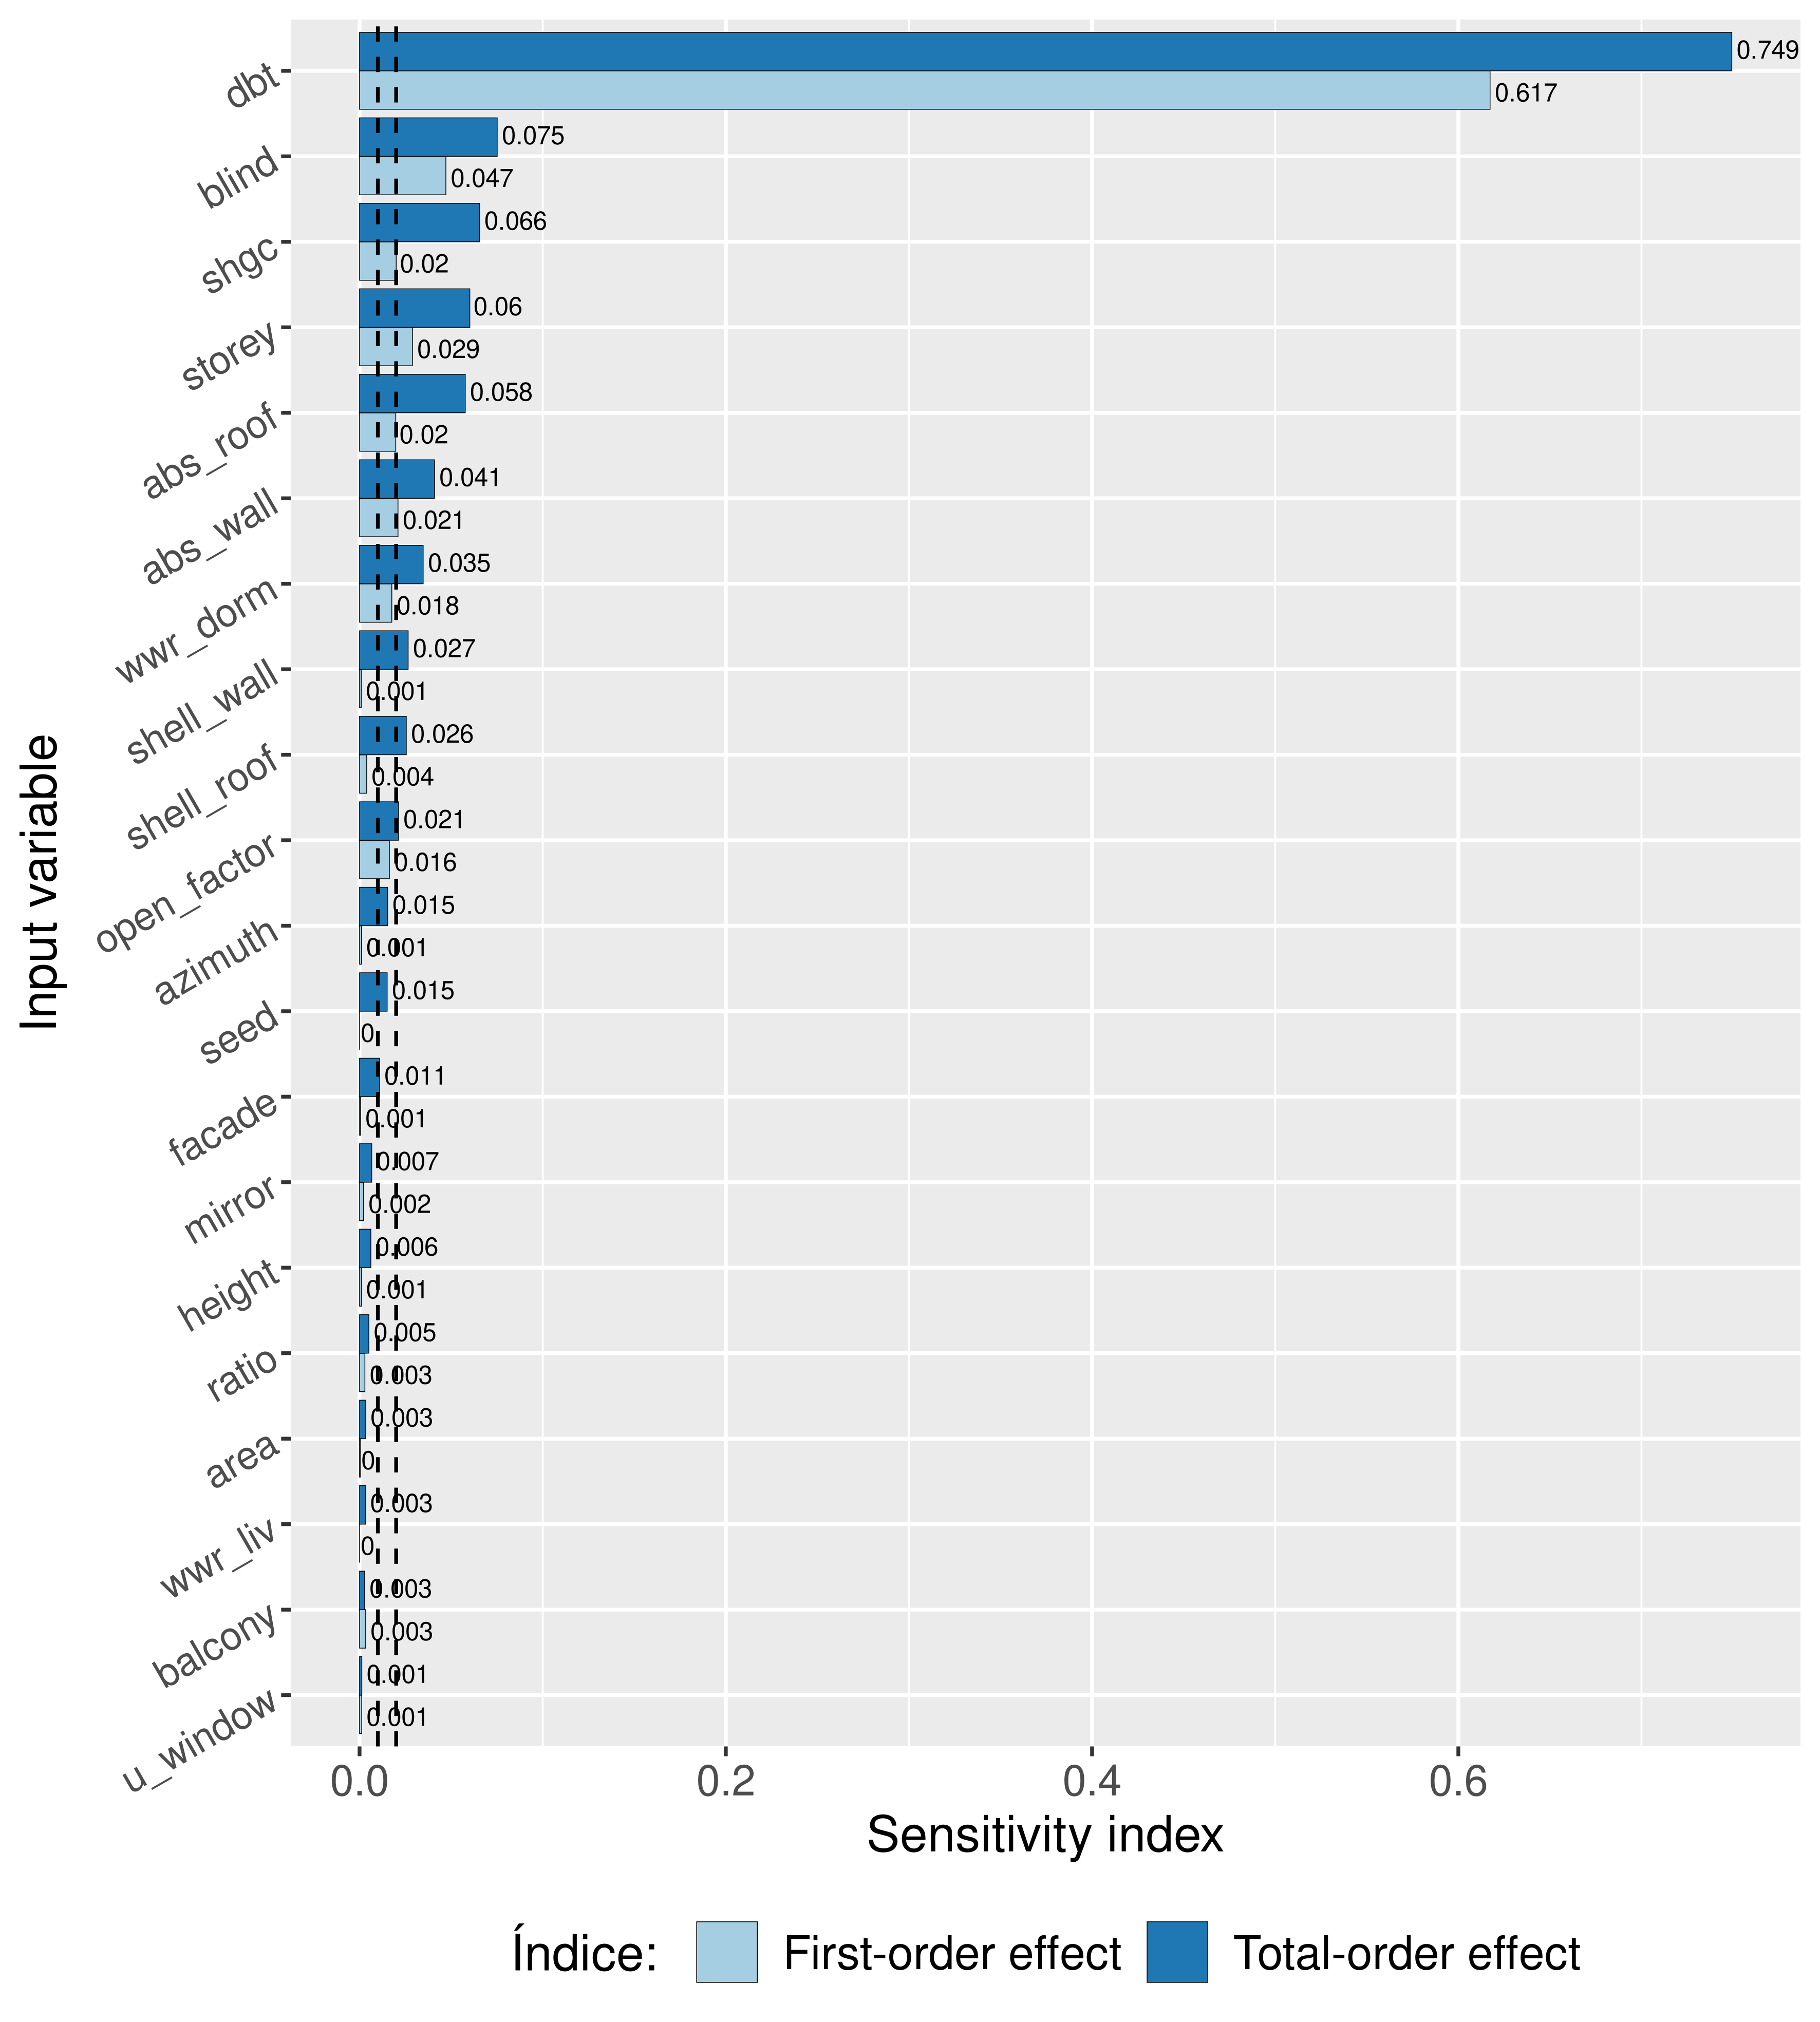 dbt
0.749
0.617
blind
0.075
0.047
shgc
0.066
0.02
storey
0.06
0.029
abs_roof
0.058
0.02
abs_wall
0.041
0.021
wwr_dorm
0.035
0.018
shell_wall
0.027
0.001
shell_roof
0.026
0.004
open_factor
0.021
0.016
azimuth
0.015
0.001
seed
0.015
0
facade
0.011
0.001
mirror
0.007
0.002
height
0.006
0.001
ratio
0.005
0.003
area
0.003
0
wwr_liv
0.003
0
balcony
0.003
0.003
u_window
0.001
0.001
Input variable
0.0 0.2 0.4 0.6
Sensitivity index
Índice: First-order effect Total-order effect